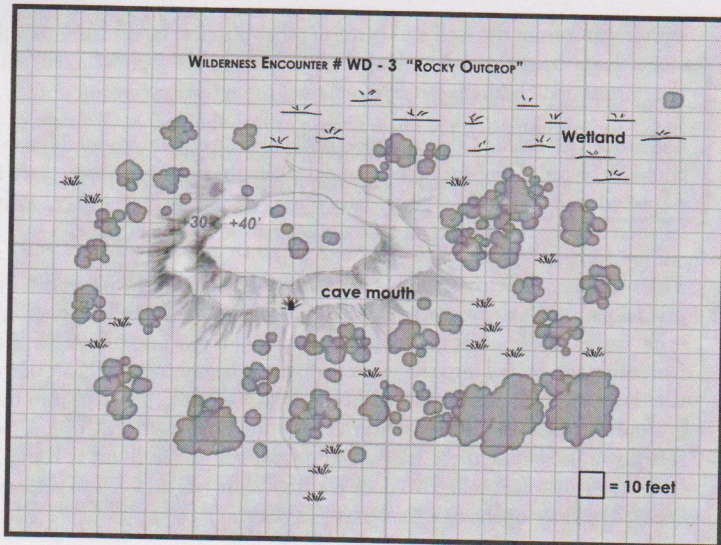 WILDERNESS ENCOUNTER # WD - 3 "ROCKY OUTCROP"
Wetland
+30' +40'
cave mouth
= 10 feet